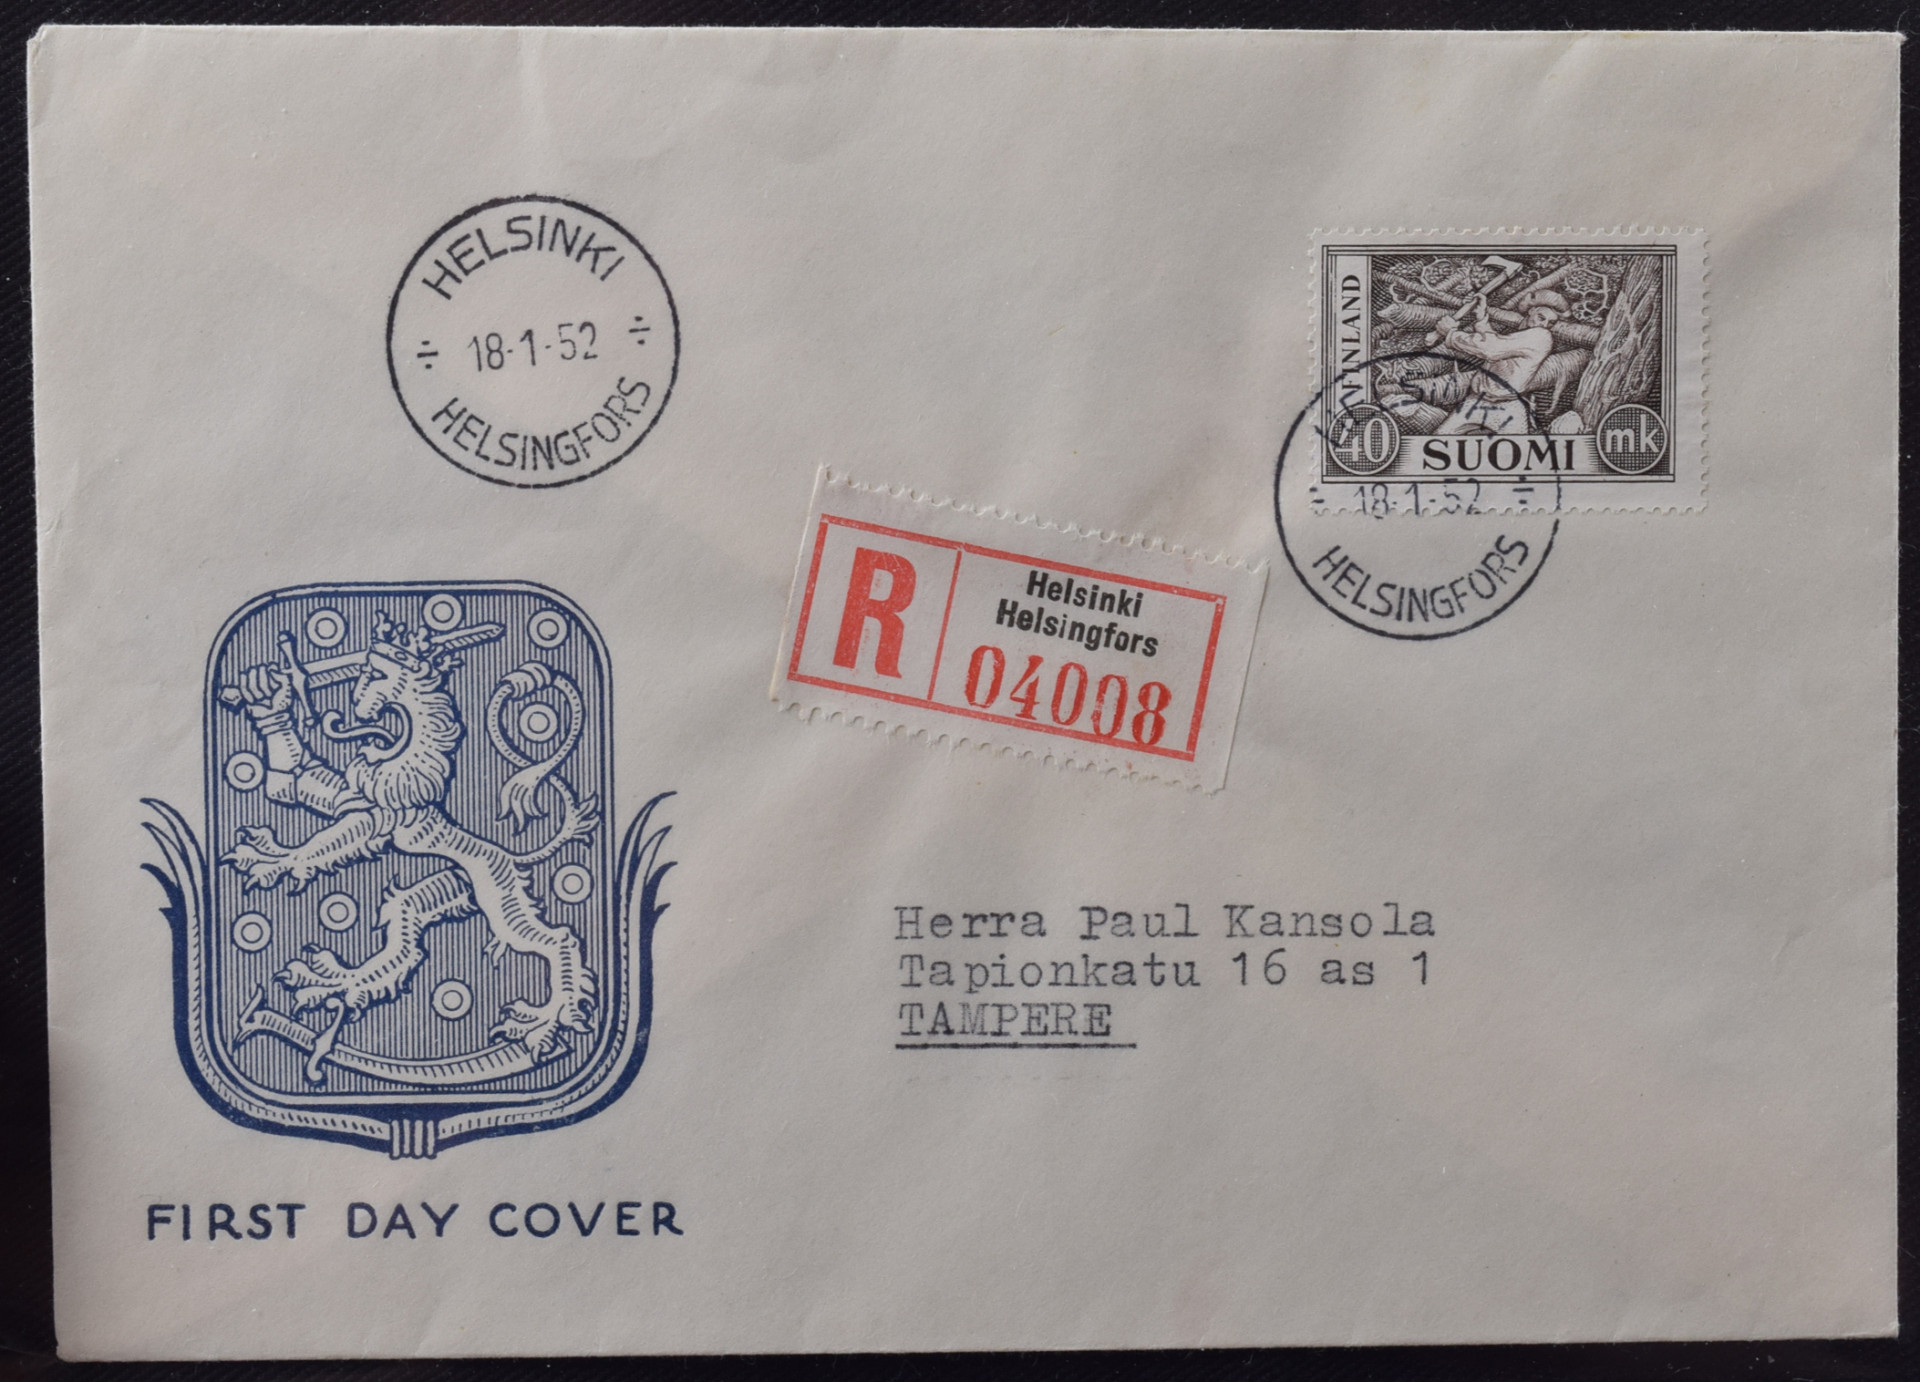 HELSINKI
18-1-52
HELSINGFORS
FINLAND
40
SUOMI
mk
HELSINKI
18-1-52
HELSINGFORS
R
Helsinki
Helsingfors
04008
Herra Paul Kansola
Tapionkatu 16 as 1
TAMPERE
FIRST DAY COVER